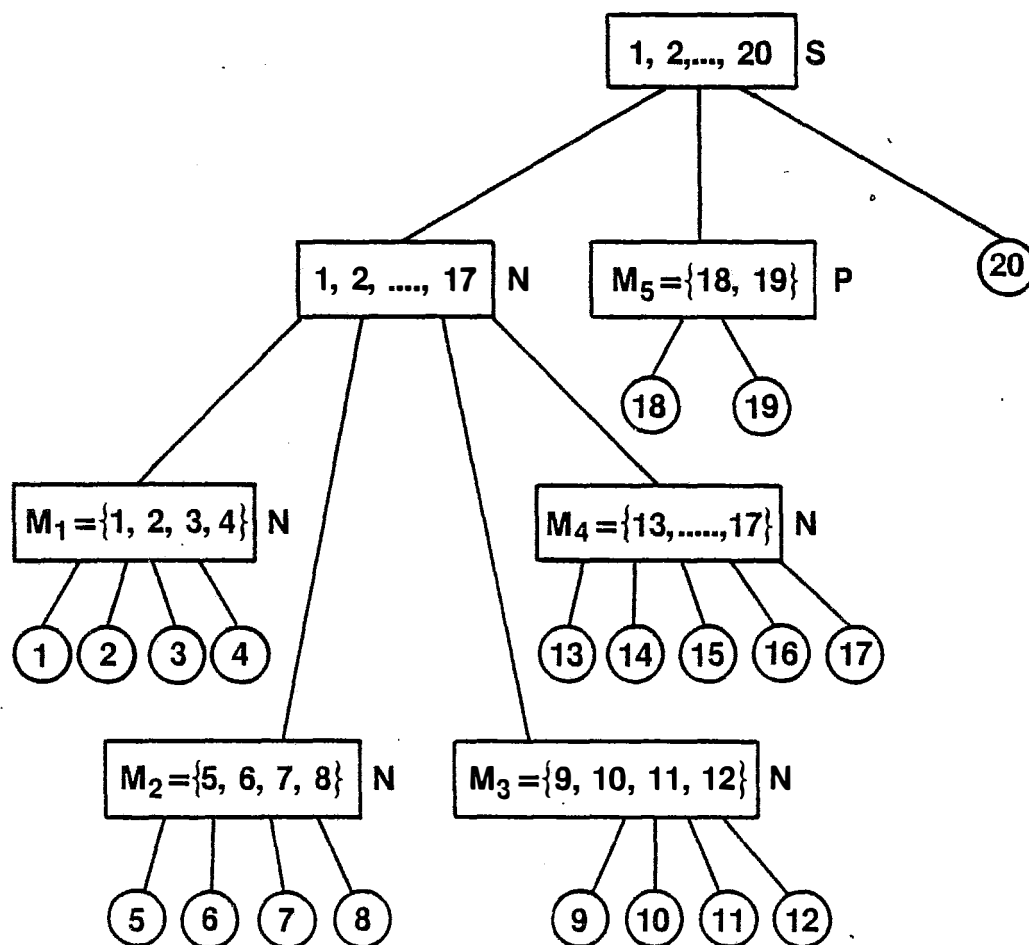 1, 2,..., 20 S
1, 2, ...., 17 N
M₅={18, 19} P
20
18 19
M₁={1, 2, 3, 4} N
M₄={13,.....,17} N
1 2 3 4
13 14 15 16 17
M₂={5, 6, 7, 8} N
M₃={9, 10, 11, 12} N
5 6 7 8
9 10 11 12